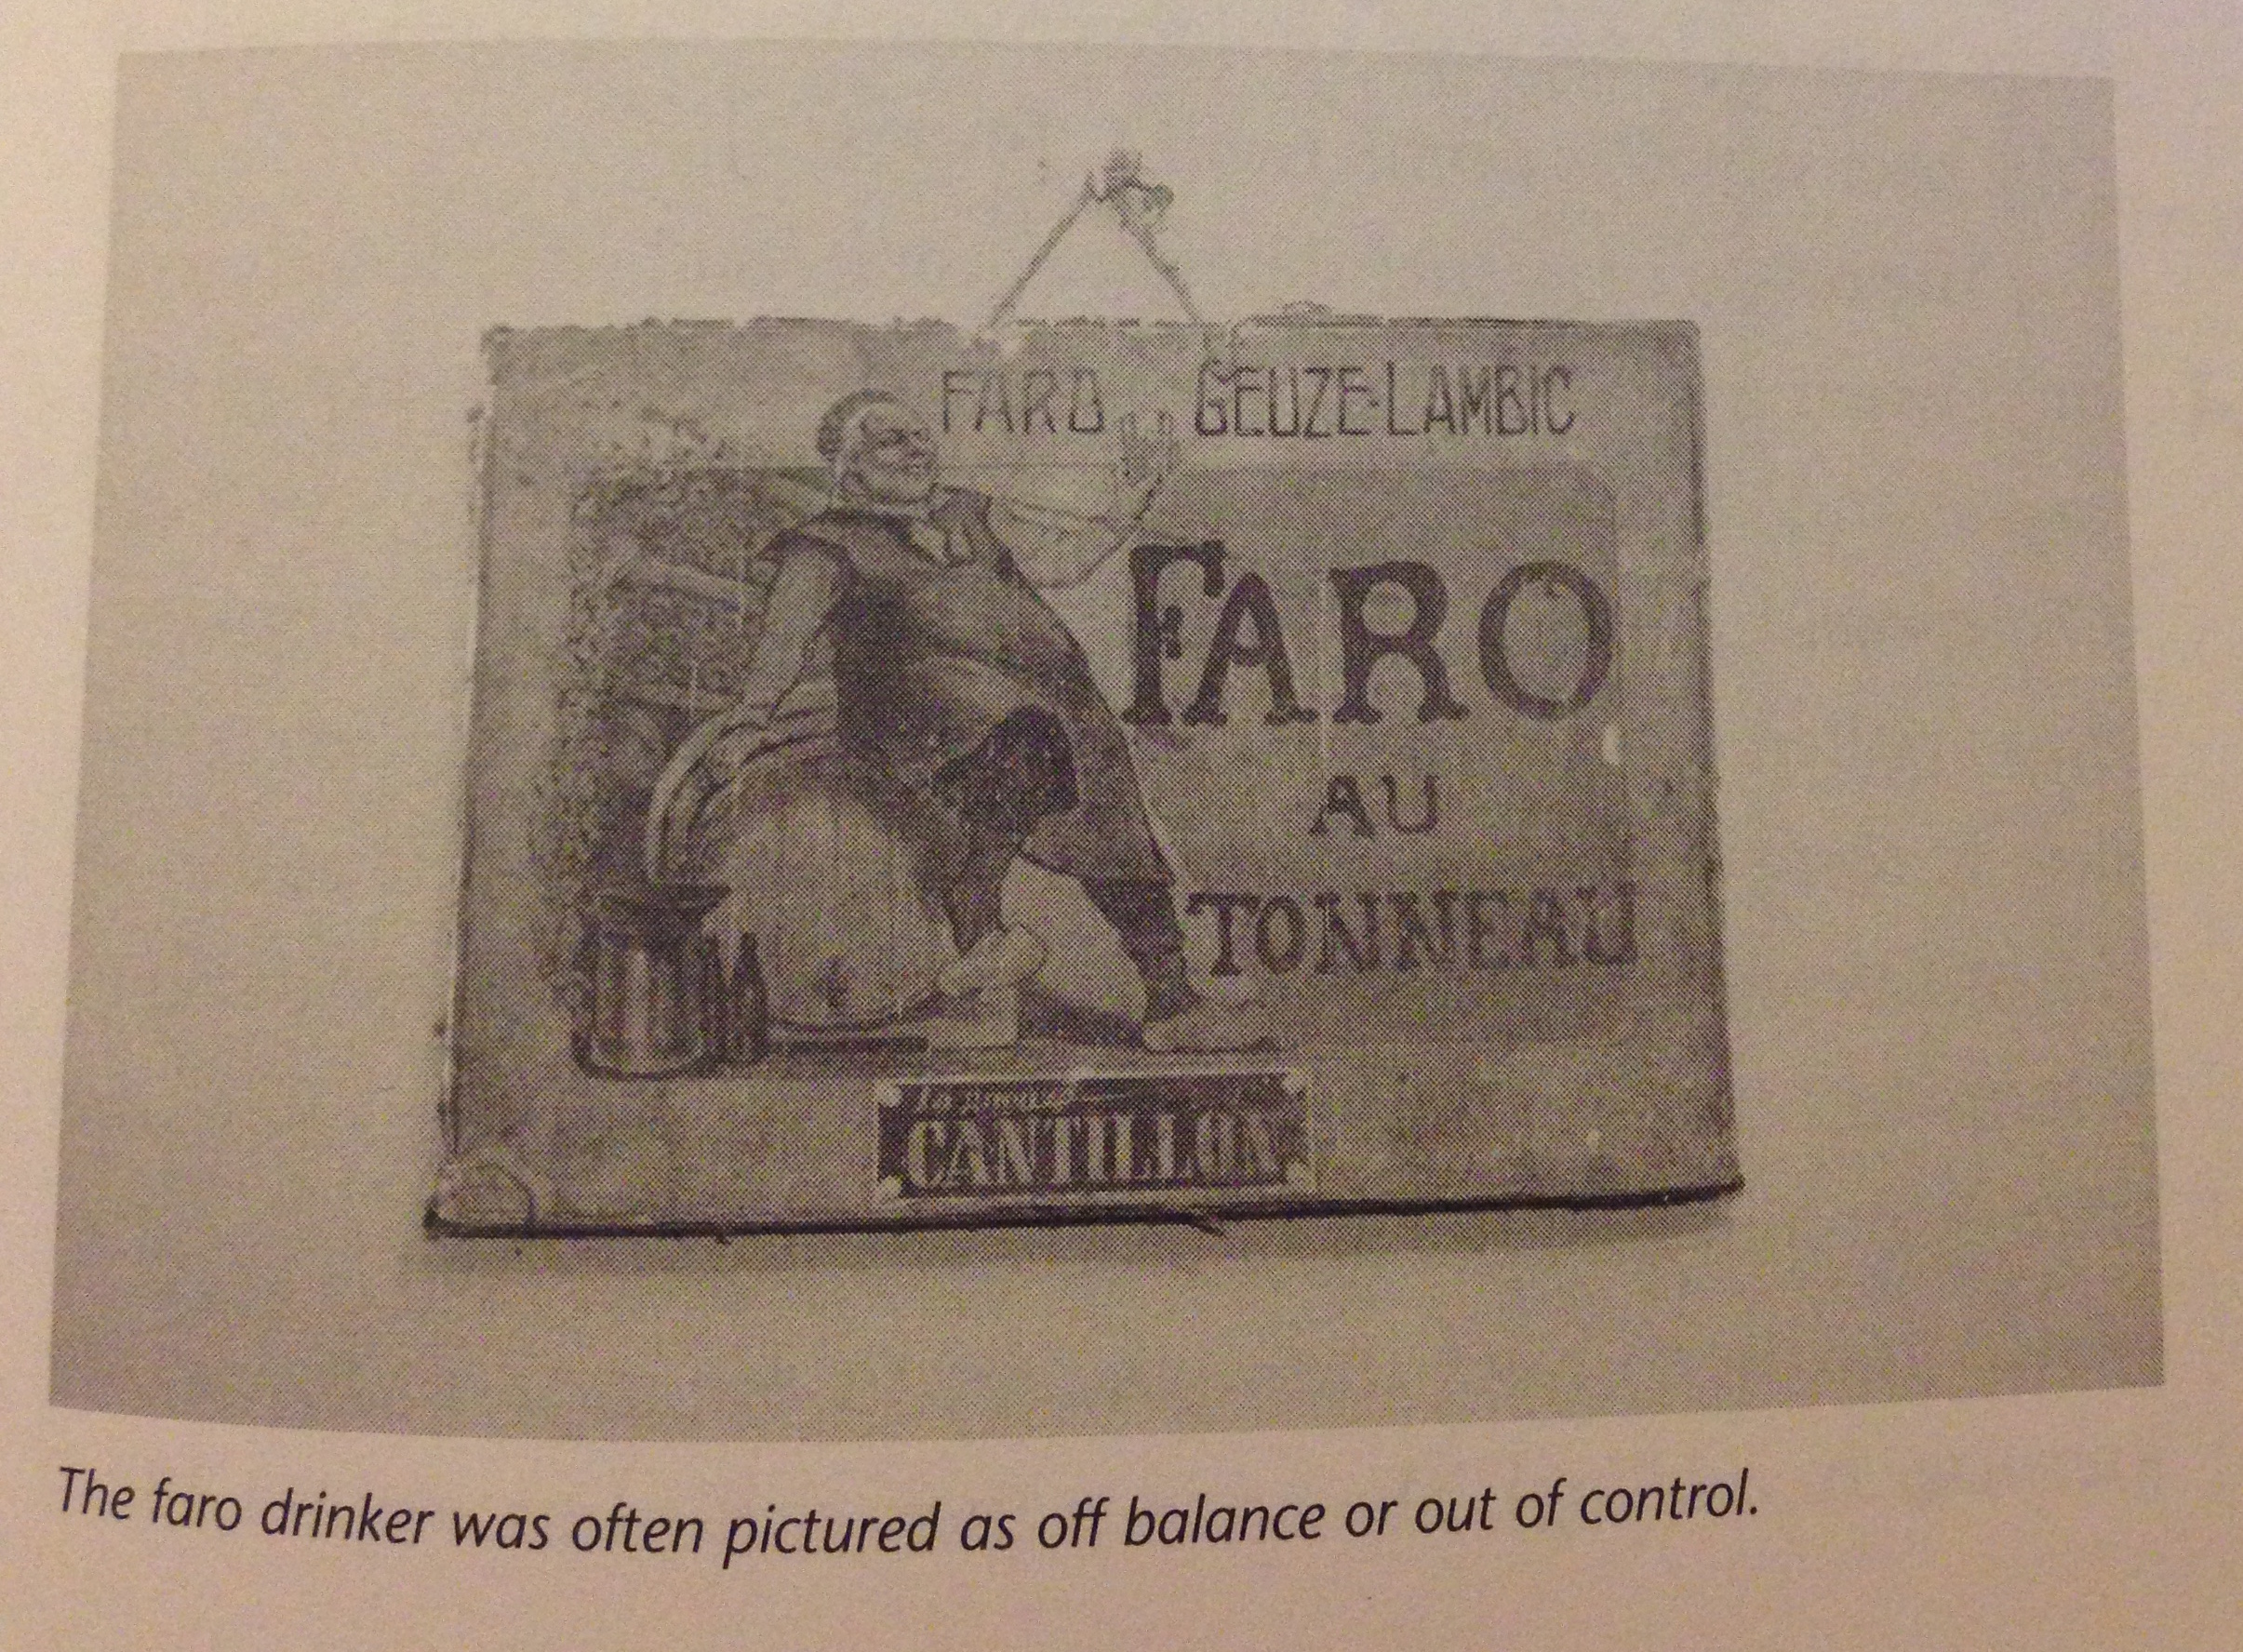 FARO GEUZE-LAMBIC
FARO
AU
TONNEAU
CANTILLON
The faro drinker was often pictured as off balance or out of control.